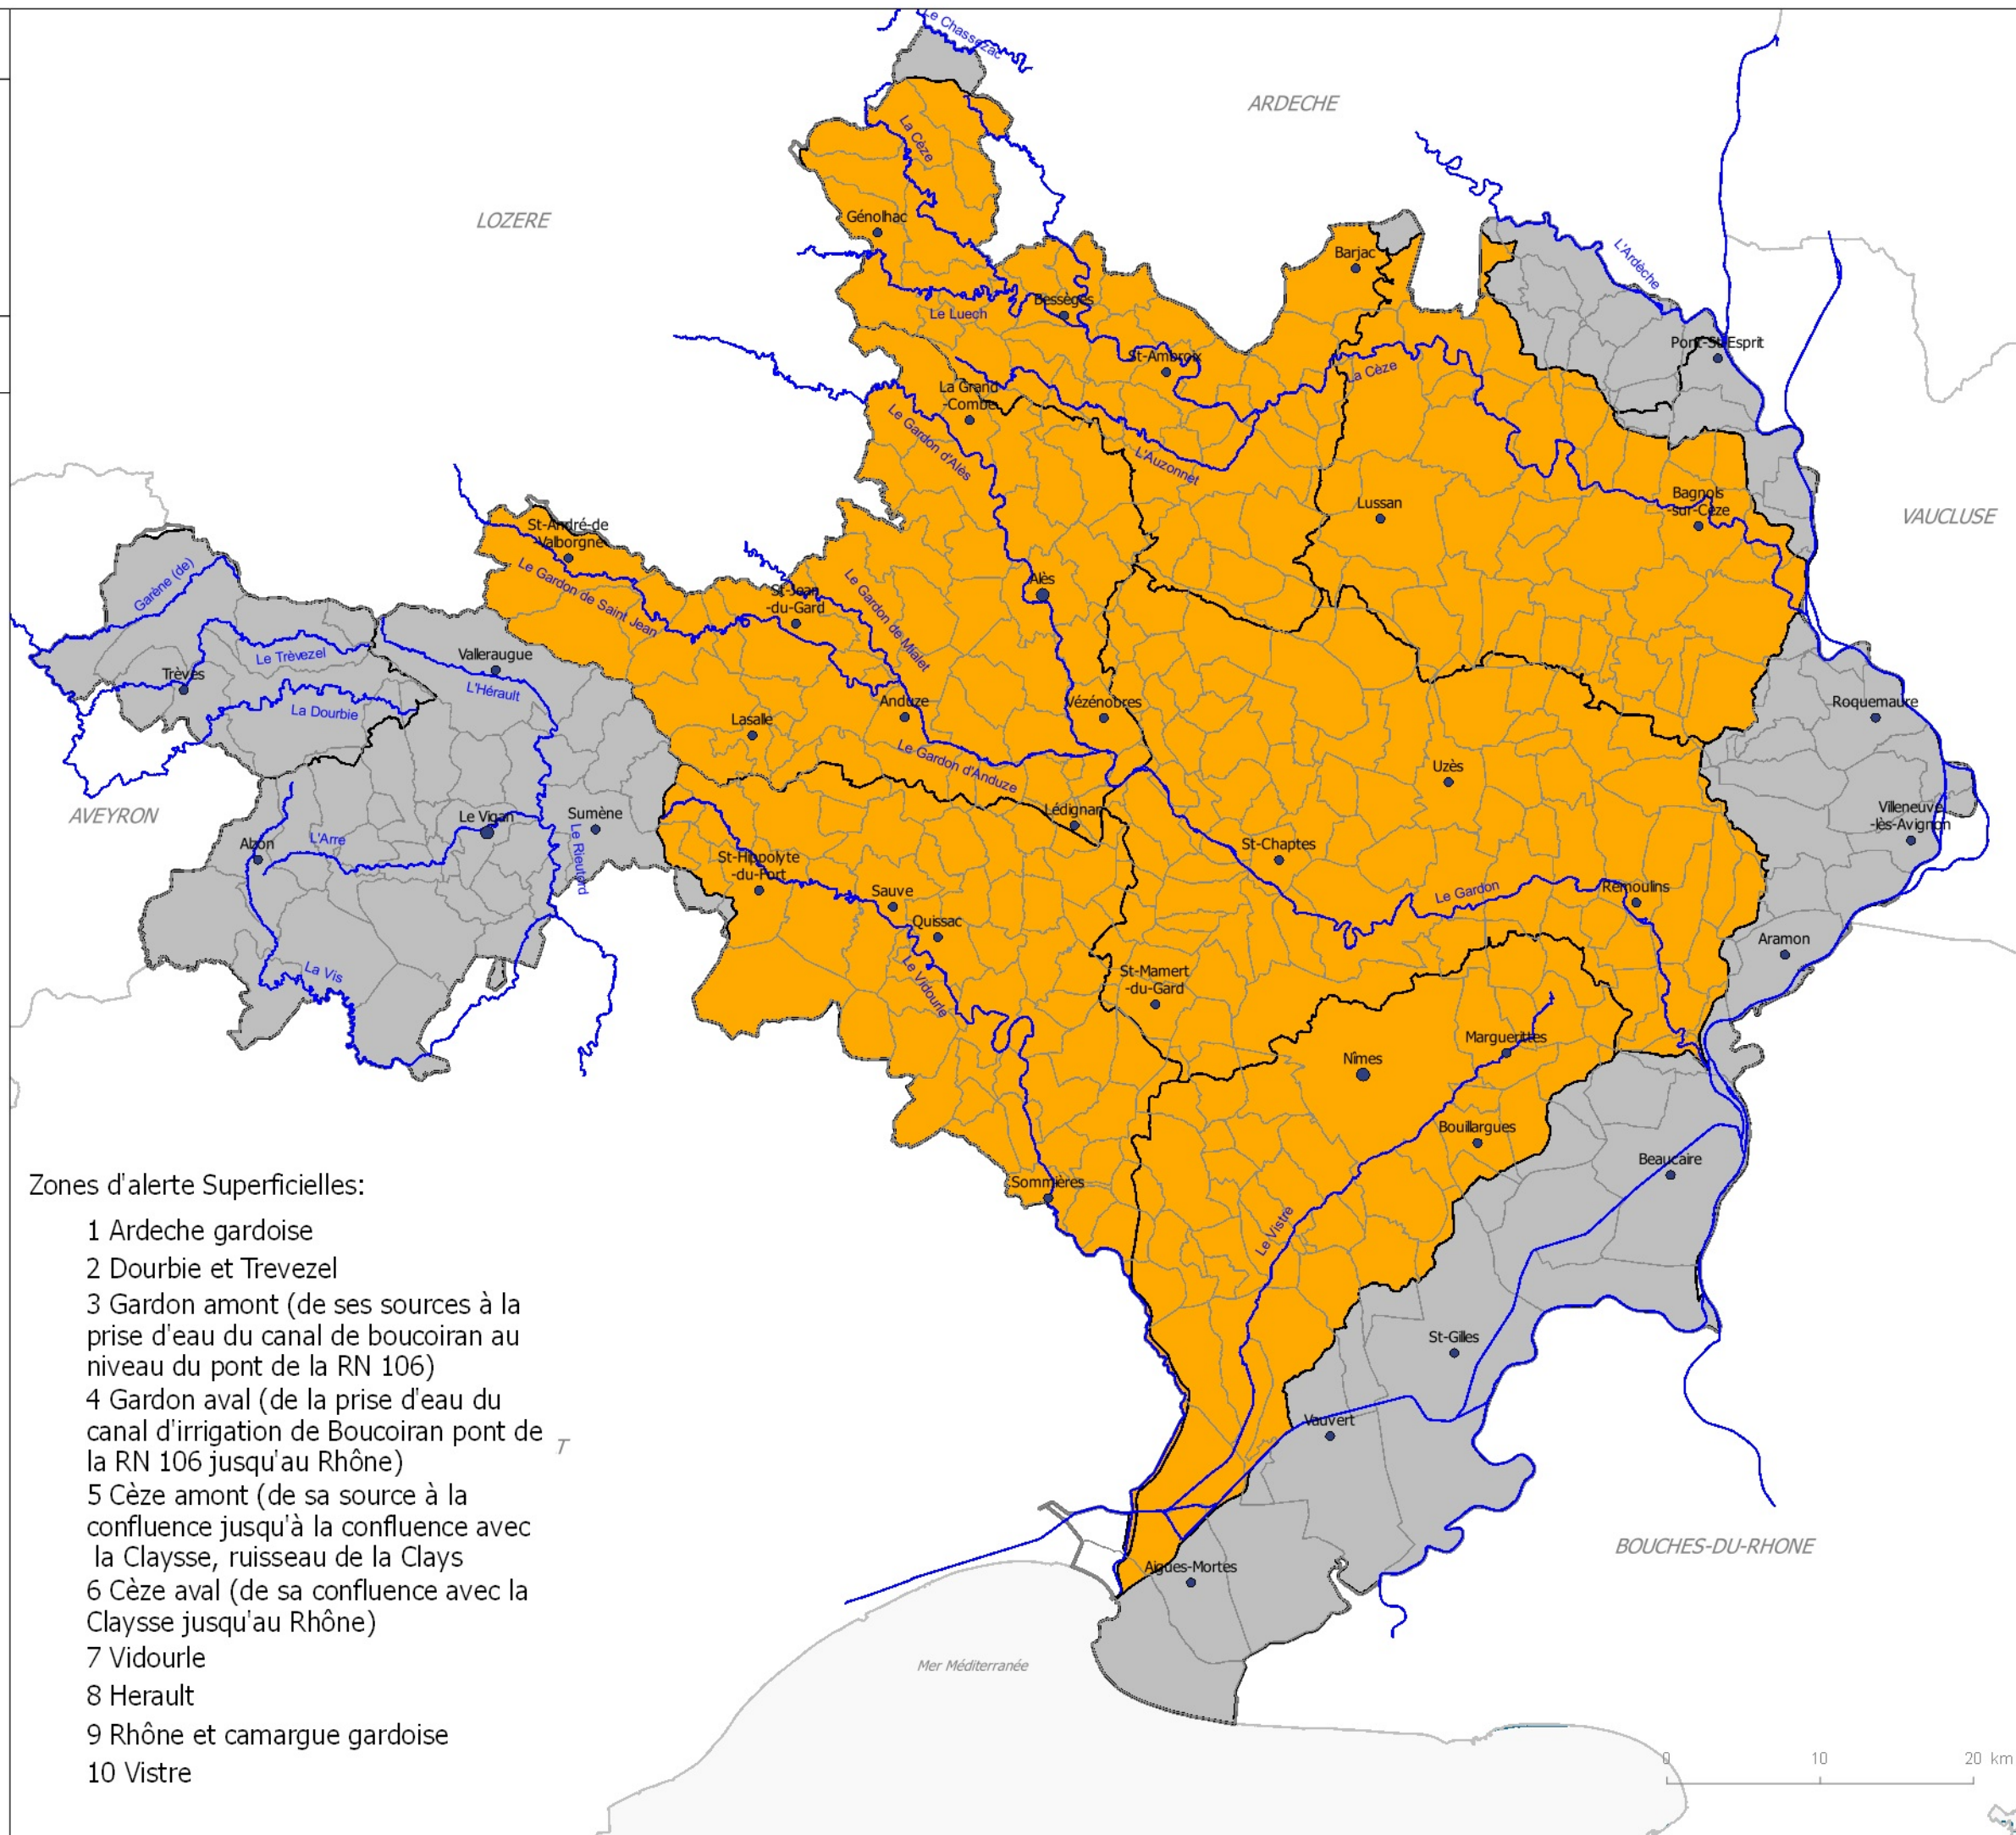 Le Chassezac
ARDECHE
La Cèze
LOZERE
Génolhac
Barjac
L'Ardèche
Bessèges
Le Luech
Pont-St-Esprit
St-Ambroix
La Cèze
La Grand
-Combe
Le Gardon d'Alès
L'Auzonnet
Lussan
Bagnols
-sur-Cèze
VAUCLUSE
St-André-de
-Valborgne
Garène (de)
Le Gardon de Saint Jean
Alès
St-Jean
-du-Gard
Le Gardon de Mialet
Le Trèvezel
Valleraugue
Trèves
L'Hérault
La Dourbie
Lasalle
Anduze
Vézénobres
Roquemaure
Le Gardon d'Anduze
Uzès
AVEYRON
Le Vigan
Sumène
Lédignan
Villeneuve
-lès-Avignon
Alzon
L'Arre
Le Rieutord
St-Hippolyte
-du-Fort
St-Chaptes
Sauve
Le Gardon
Remoulins
Quissac
Aramon
La Vis
Le Vidourle
St-Mamert
-du-Gard
Marguerittes
Nîmes
Bouillargues
Beaucaire
Sommières
Le Vistre
Zones d'alerte Superficielles:
1 Ardeche gardoise
2 Dourbie et Trevezel
3 Gardon amont (de ses sources à la
prise d'eau du canal de boucoiran au
niveau du pont de la RN 106)
4 Gardon aval (de la prise d'eau du
canal d'irrigation de Boucoiran pont de
la RN 106 jusqu'au Rhône)
5 Cèze amont (de sa source à la
confluence jusqu'à la confluence avec
la Claysse, ruisseau de la Clays
6 Cèze aval (de sa confluence avec la
Claysse jusqu'au Rhône)
7 Vidourle
8 Herault
9 Rhône et camargue gardoise
10 Vistre
T
St-Gilles
Vauvert
Aigues-Mortes
BOUCHES-DU-RHONE
Mer Méditerranée
0 10 20 km